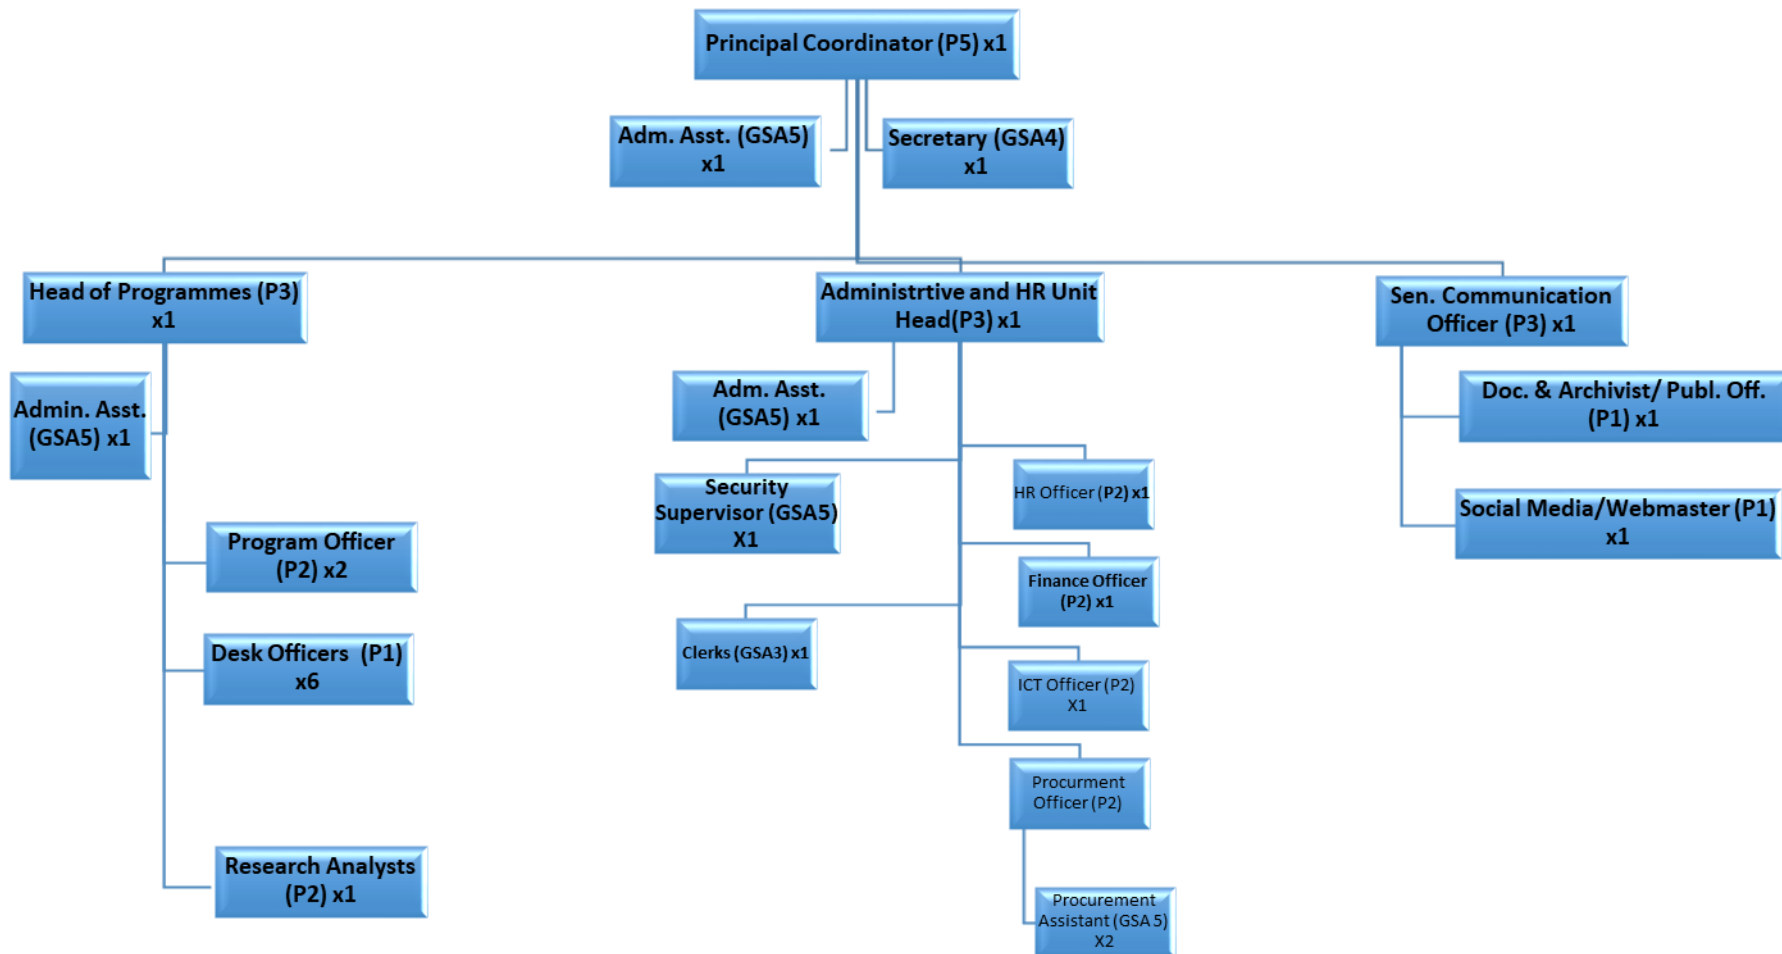 Principal Coordinator (P5) x1
Adm. Asst. (GSA5)
x1
Secretary (GSA4)
x1
Head of Programmes (P3)
x1
Administrtive and HR Unit
Head(P3) x1
Sen. Communication
Officer (P3) x1
Admin. Asst.
(GSA5) x1
Program Officer
(P2) x2
Desk Officers (P1)
x6
Research Analysts
(P2) x1
Adm. Asst.
(GSA5) x1
Security
Supervisor (GSA5)
X1
Clerks (GSA3) x1
HR Officer (P2) x1
Finance Officer
(P2) x1
ICT Officer (P2)
X1
Procurment
Officer (P2)
Procurement
Assistant (GSA 5)
X2
Doc. & Archivist/ Publ. Off.
(P1) x1
Social Media/Webmaster (P1)
x1